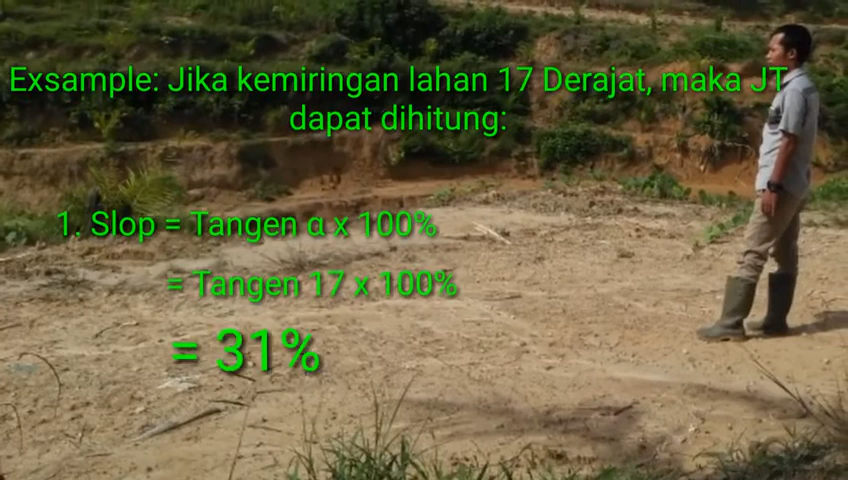 Exsample: Jika kemiringan lahan 17 Derajat, maka JT
dapat dihitung:
1. Slop = Tangen α x 100%
= Tangen 17 x 100%
= 31%